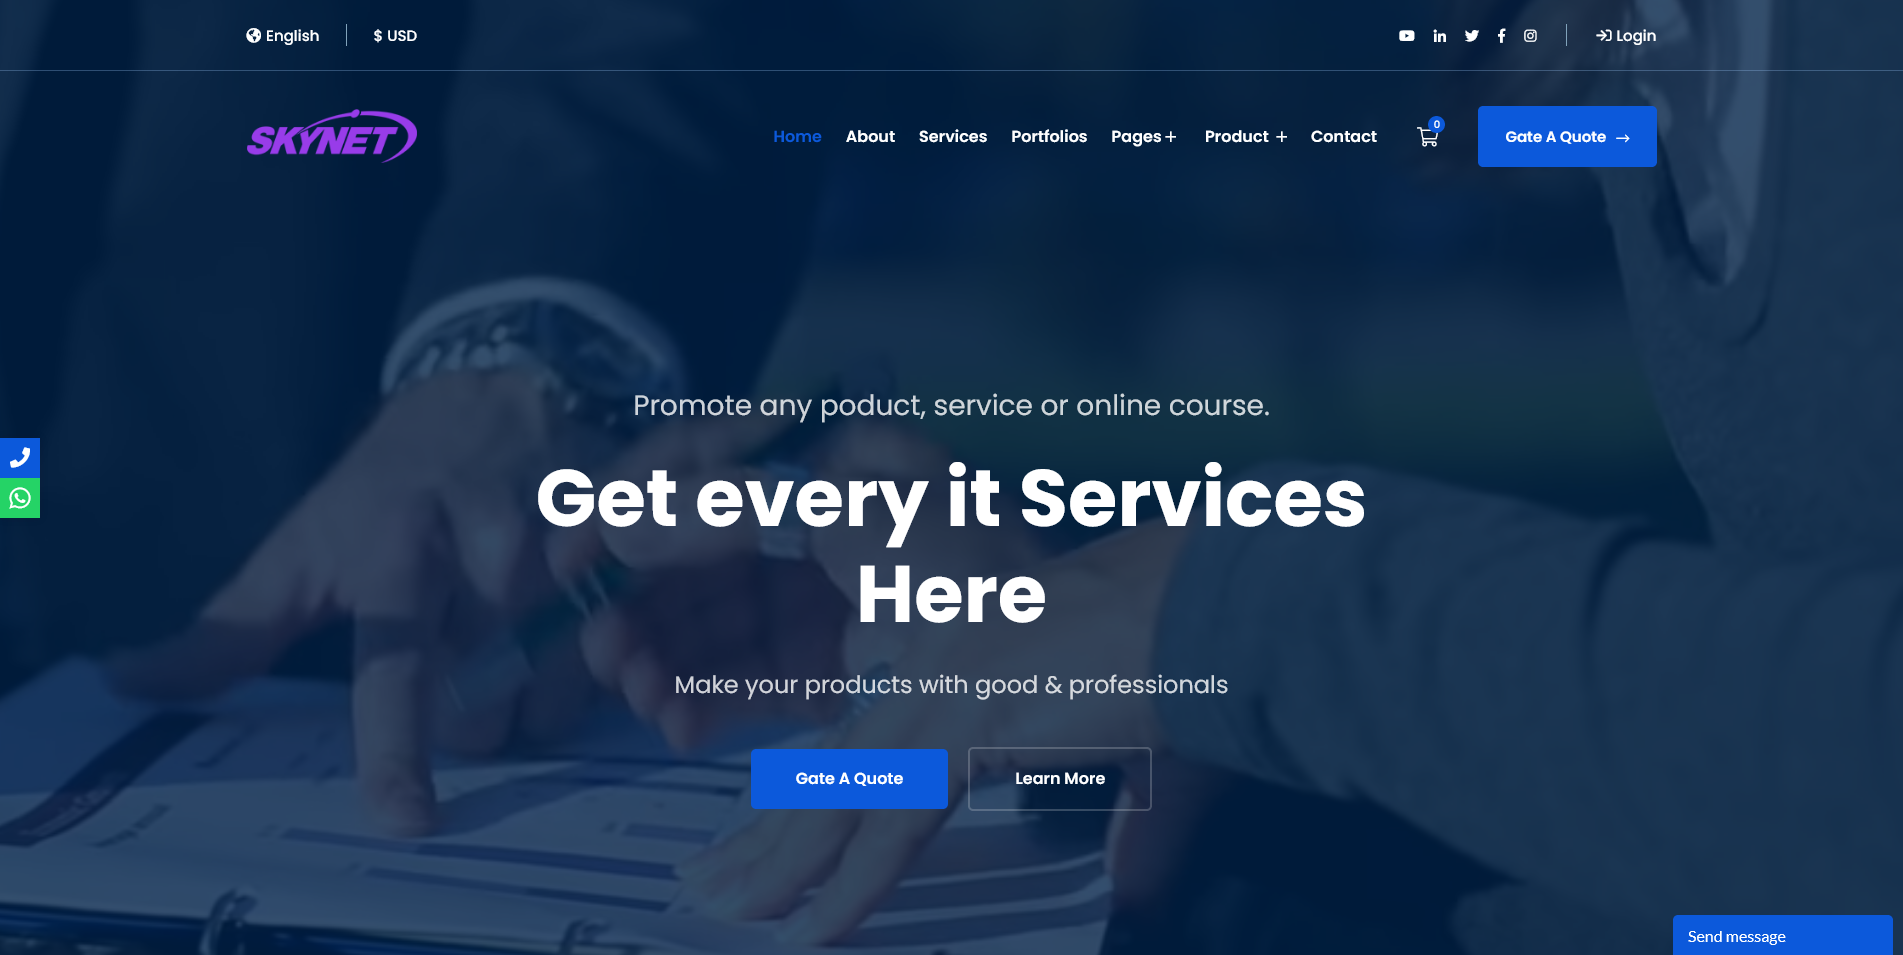 English
$ USD
Login
SKYNET
Home
About
Services
Portfolios
Pages+
Product +
Contact
0
Gate A Quote →
Promote any poduct, service or online course.
Get every it Services
Here
Make your products with good & professionals
Gate A Quote
Learn More
Send message